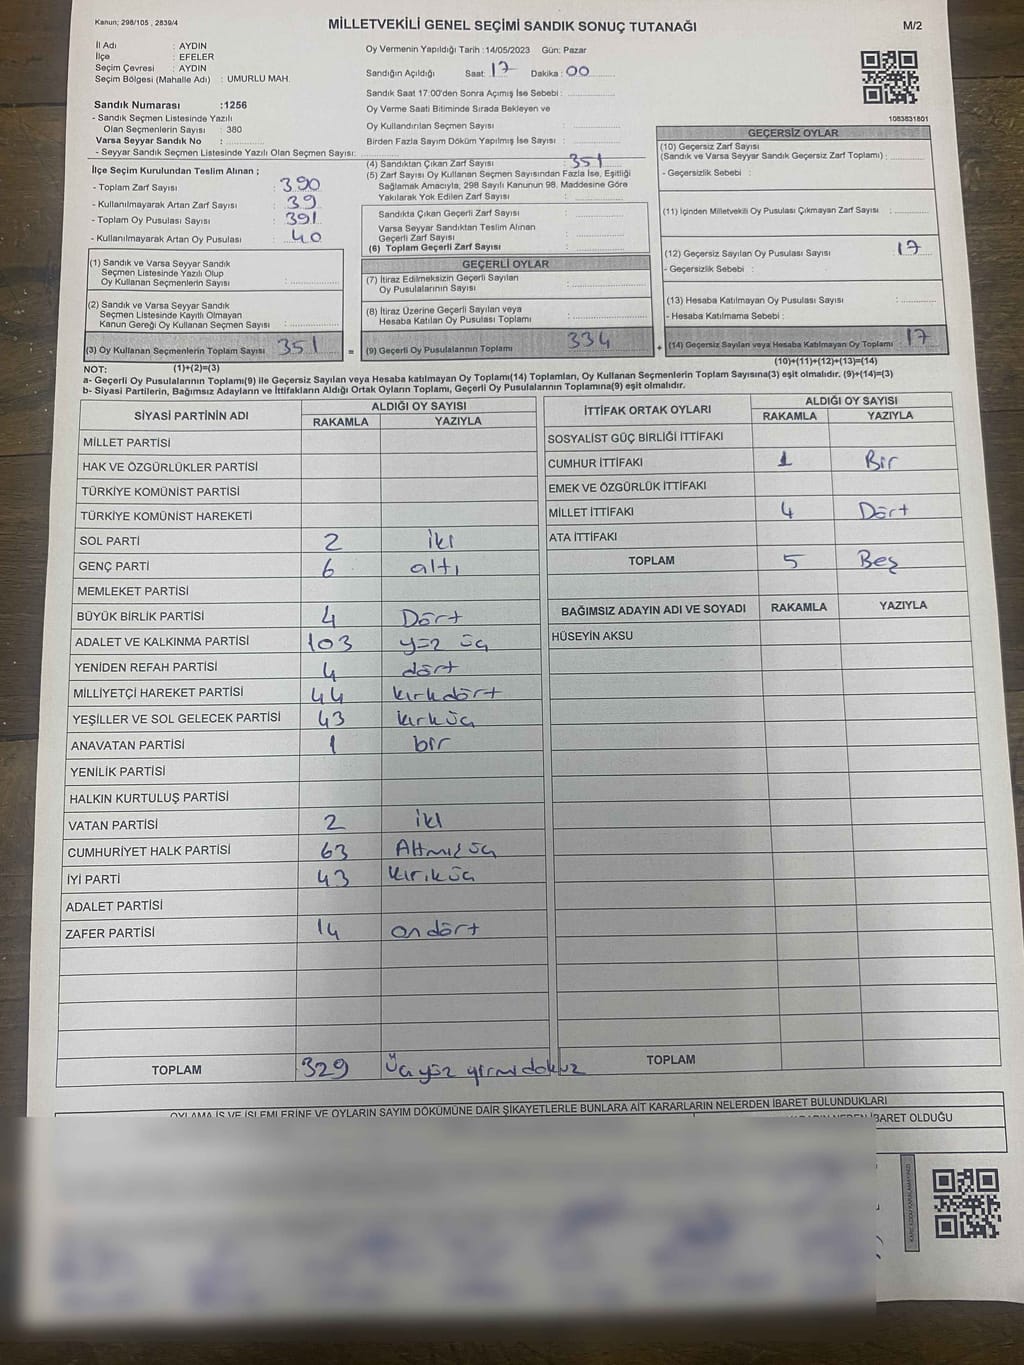 Kanun; 298/105 , 2839/4
MİLLETVEKİLİ GENEL SEÇİMİ SANDIK SONUÇ TUTANAĞI
M/2
İl Adı : AYDIN
İlçe : EFELER
Seçim Çevresi : AYDIN
Seçim Bölgesi (Mahalle Adı) : UMURLU MAH.
Sandık Numarası :1256
- Sandık Seçmen Listesinde Yazılı
Olan Seçmenlerin Sayısı : 380
Varsa Seyyar Sandık No :
- Seyyar Sandık Seçmen Listesinde Yazılı Olan Seçmen Sayısı:
İlçe Seçim Kurulundan Teslim Alınan ;
- Toplam Zarf Sayısı : 390
- Kullanılmayarak Artan Zarf Sayısı : 39
- Toplam Oy Pusulası Sayısı : 391
- Kullanılmayarak Artan Oy Pusulası : 40
(1) Sandık ve Varsa Seyyar Sandık
Seçmen Listesinde Yazılı Olup
Oy Kullanan Seçmenlerin Sayısı :
(2) Sandık ve Varsa Seyyar Sandık
Seçmen Listesinde Kayıtlı Olmayan
Kanun Gereği Oy Kullanan Seçmen Sayısı :
(3) Oy Kullanan Seçmenlerin Toplam Sayısı 351 =
Oy Vermenin Yapıldığı Tarih :14/05/2023 Gün: Pazar
Sandığın Açıldığı Saat: 17 Dakika : 00
Sandık Saat 17:00'den Sonra Açımış İse Sebebi :
Oy Verme Saati Bitiminde Sırada Bekleyen ve
Oy Kullandırılan Seçmen Sayısı :
Birden Fazla Sayım Döküm Yapılmış İse Sayısı :
(4) Sandıktan Çıkan Zarf Sayısı : 351
(5) Zarf Sayısı Oy Kullanan Seçmen Sayısından Fazla İse, Eşitliği
Sağlamak Amacıyla, 298 Sayılı Kanunun 98. Maddesine Göre
Yakılarak Yok Edilen Zarf Sayısı :
Sandıkta Çıkan Geçerli Zarf Sayısı :
Varsa Seyyar Sandıktan Teslim Alınan
Geçerli Zarf Sayısı :
(6) Toplam Geçerli Zarf Sayısı :
GEÇERLİ OYLAR
(7) İtiraz Edilmeksizin Geçerli Sayılan
Oy Pusulalarının Sayısı :
(8) İtiraz Üzerine Geçerli Sayılan veya
Hesaba Katılan Oy Pusulası Toplamı :
(9) Geçerli Oy Pusulalarının Toplamı 334 +
1083831801
GEÇERSİZ OYLAR
(10) Geçersiz Zarf Sayısı
(Sandık ve Varsa Seyyar Sandık Geçersiz Zarf Toplamı) :
- Geçersizlik Sebebi :
(11) İçinden Milletvekili Oy Pusulası Çıkmayan Zarf Sayısı :
(12) Geçersiz Sayılan Oy Pusulası Sayısı : 17
- Geçersizlik Sebebi :
(13) Hesaba Katılmayan Oy Pusulası Sayısı :
- Hesaba Katılmama Sebebi :
(14) Geçersiz Sayılan veya Hesaba Katılmayan Oy Toplamı : 17
NOT: (1)+(2)=(3)
(10)+(11)+(12)+(13)=(14)
a- Geçerli Oy Pusulalarının Toplamı(9) ile Geçersiz Sayılan veya Hesaba katılmayan Oy Toplamı(14) Toplamları, Oy Kullanan Seçmenlerin Toplam Sayısına(3) eşit olmalıdır. (9)+(14)=(3)
b- Siyasi Partilerin, Bağımsız Adayların ve İttifakların Aldığı Ortak Oyların Toplamı, Geçerli Oy Pusulalarının Toplamına(9) eşit olmalıdır.
SİYASİ PARTİNİN ADI
ALDIĞI OY SAYISI
RAKAMLA YAZIYLA
MİLLET PARTİSİ
HAK VE ÖZGÜRLÜKLER PARTİSİ
TÜRKİYE KOMÜNİST PARTİSİ
TÜRKİYE KOMÜNİST HAREKETİ
SOL PARTİ 2 iki
GENÇ PARTİ 6 altı
MEMLEKET PARTİSİ
BÜYÜK BİRLİK PARTİSİ 4 Dört
ADALET VE KALKINMA PARTİSİ 103 yüz üç
YENİDEN REFAH PARTİSİ 4 dört
MİLLİYETÇİ HAREKET PARTİSİ 44 kırkdört
YEŞİLLER VE SOL GELECEK PARTİSİ 43 kırküç
ANAVATAN PARTİSİ 1 bir
YENİLİK PARTİSİ
HALKIN KURTULUŞ PARTİSİ
VATAN PARTİSİ 2 iki
CUMHURİYET HALK PARTİSİ 63 Altmış üç
İYİ PARTİ 43 kırıküç
ADALET PARTİSİ
ZAFER PARTİSİ 14 ondört
TOPLAM 329 Üçyüz yirmi dokuz
İTTİFAK ORTAK OYLARI
ALDIĞI OY SAYISI
RAKAMLA YAZIYLA
SOSYALİST GÜÇ BİRLİĞİ İTTİFAKI
CUMHUR İTTİFAKI 1 Bir
EMEK VE ÖZGÜRLÜK İTTİFAKI
MİLLET İTTİFAKI 4 Dört
ATA İTTİFAKI
TOPLAM 5 Beş
BAĞIMSIZ ADAYIN ADI VE SOYADI RAKAMLA YAZIYLA
HÜSEYİN AKSU
TOPLAM
OYLAMA İŞ VE İŞLEMLERİNE VE OYLARIN SAYIM DÖKÜMÜNE DAİR ŞİKAYETLERLE BUNLARA AİT KARARLARIN NELERDEN İBARET BULUNDUKLARI
İBARET OLDUĞU